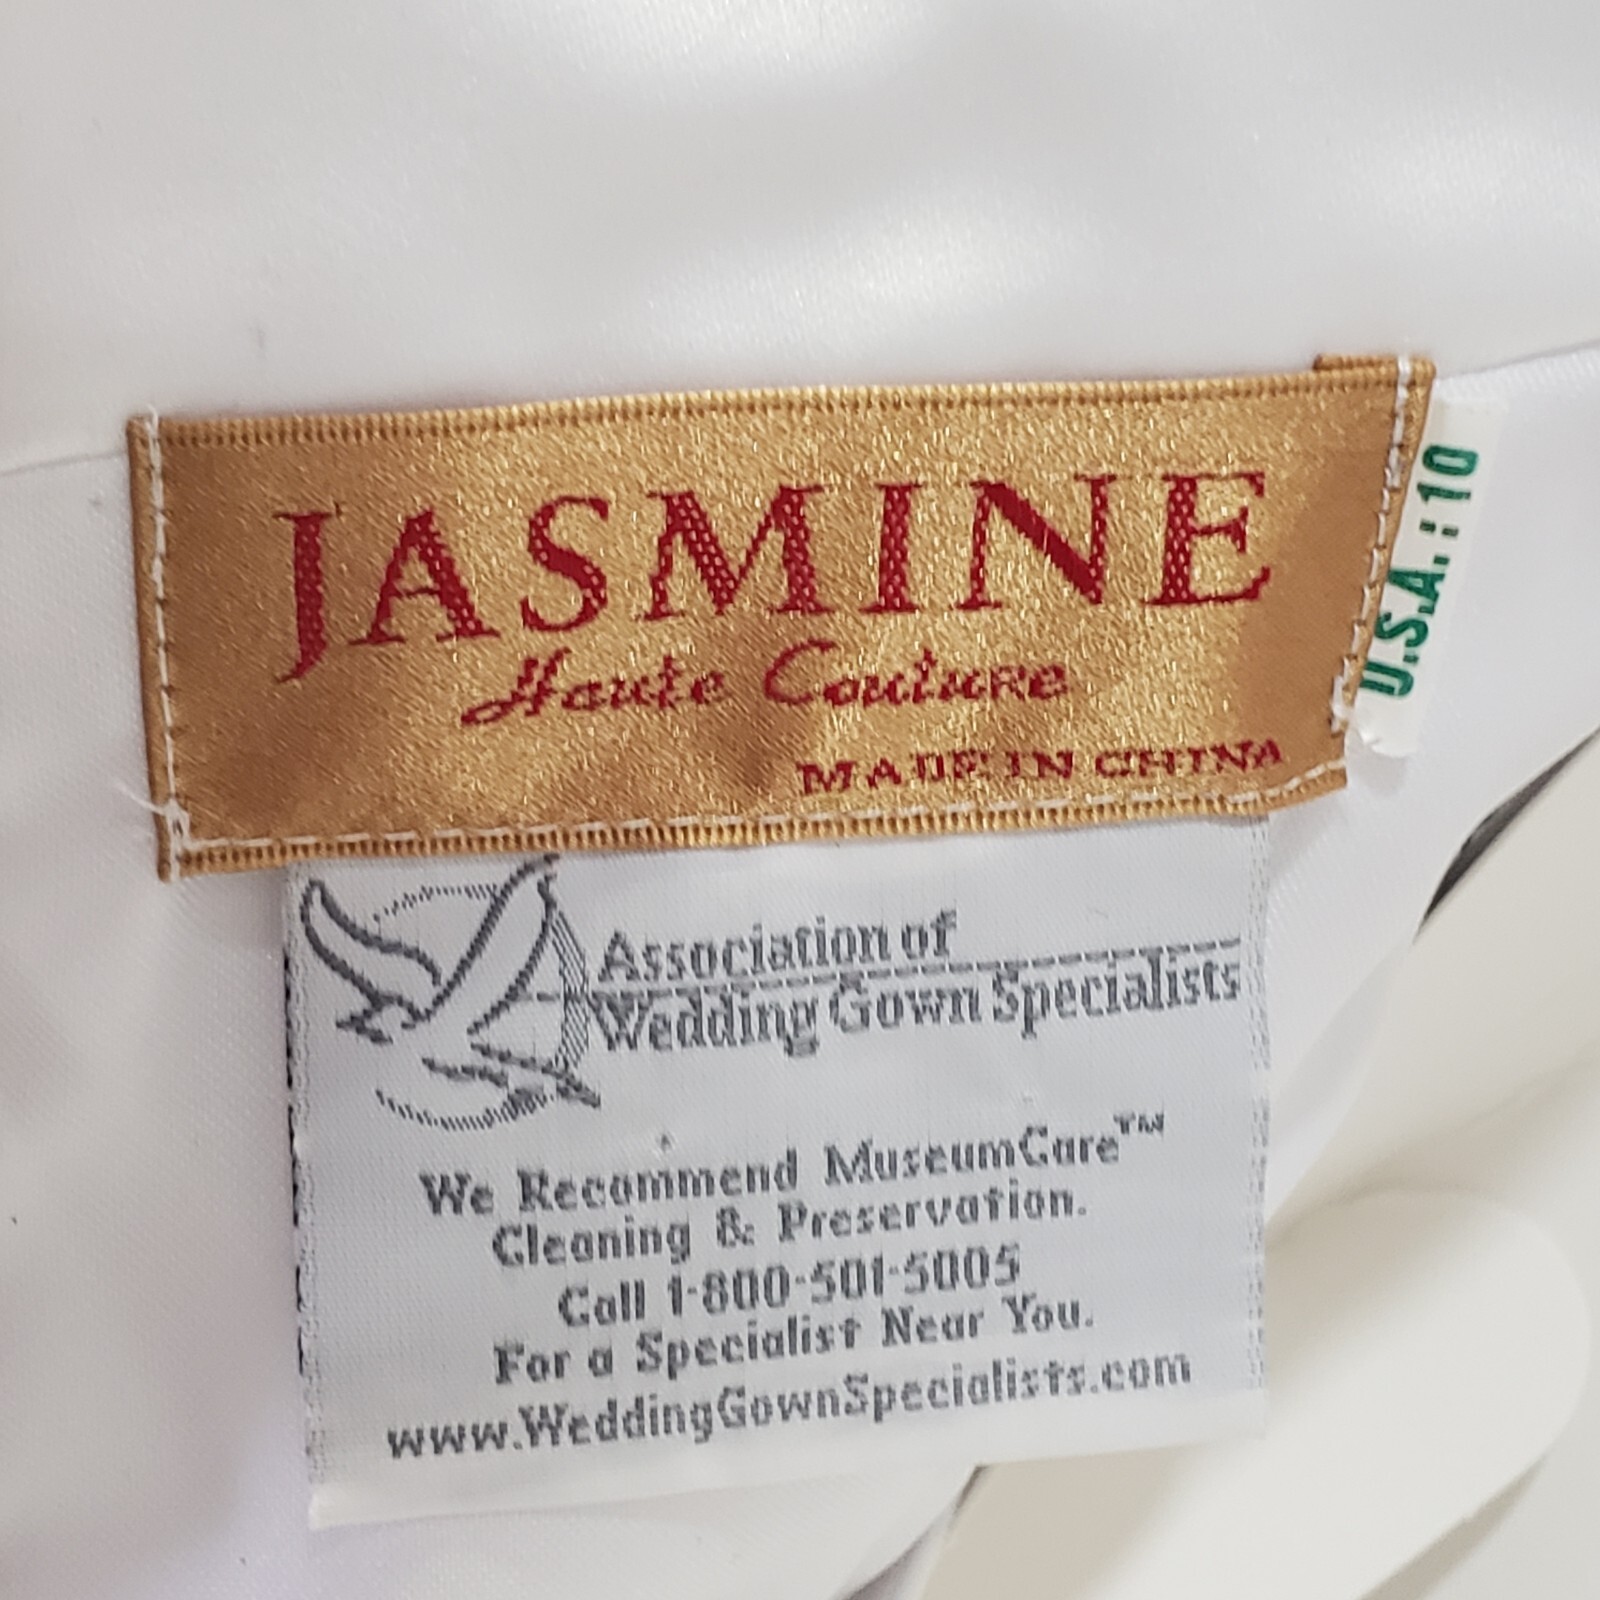 JASMINE
Haute Couture
MADE IN CHINA
U.S.A.:10
Association of
Wedding Gown Specialists
We Recommend MuseumCare™
Cleaning & Preservation.
Call 1-800-501-5005
For a Specialist Near You.
www.WeddingGownSpecialists.com